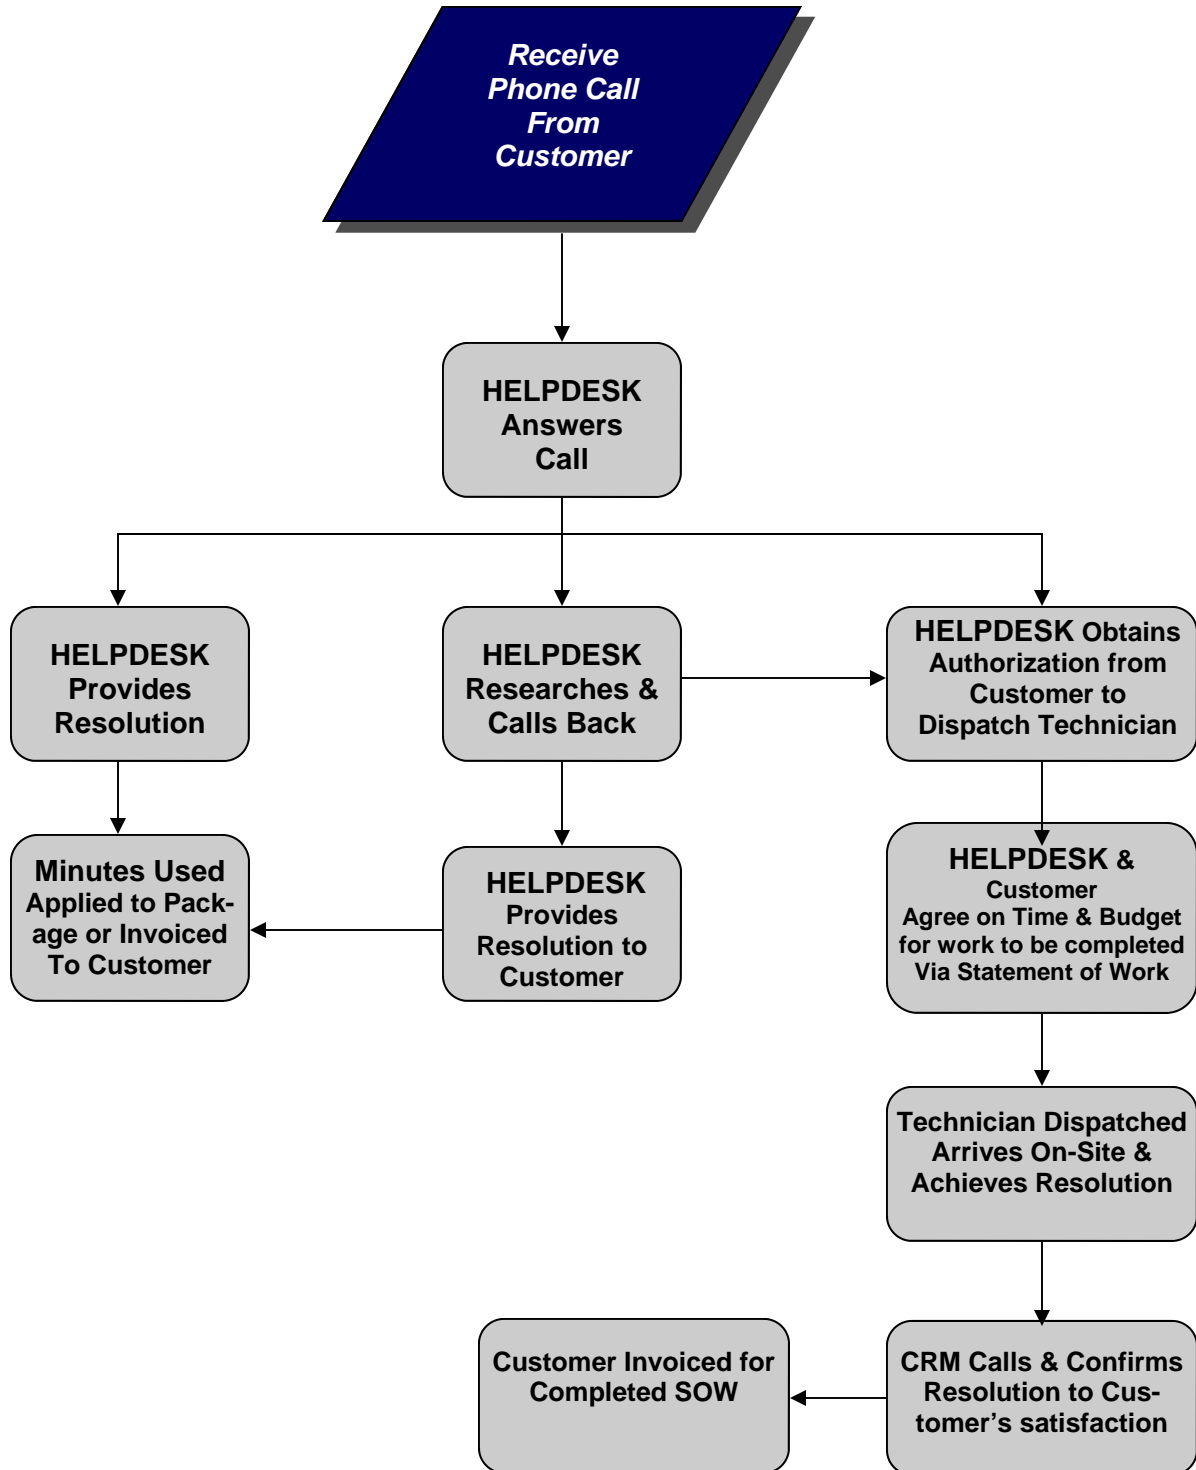 Receive
Phone Call
From
Customer
HELPDESK
Answers
Call
HELPDESK
Provides
Resolution
HELPDESK
Researches &
Calls Back
HELPDESK Obtains
Authorization from
Customer to
Dispatch Technician
Minutes Used
Applied to Pack-
age or Invoiced
To Customer
HELPDESK
Provides
Resolution to
Customer
HELPDESK &
Customer
Agree on Time & Budget
for work to be completed
Via Statement of Work
Technician Dispatched
Arrives On-Site &
Achieves Resolution
Customer Invoiced for
Completed SOW
CRM Calls & Confirms
Resolution to Cus-
tomer’s satisfaction